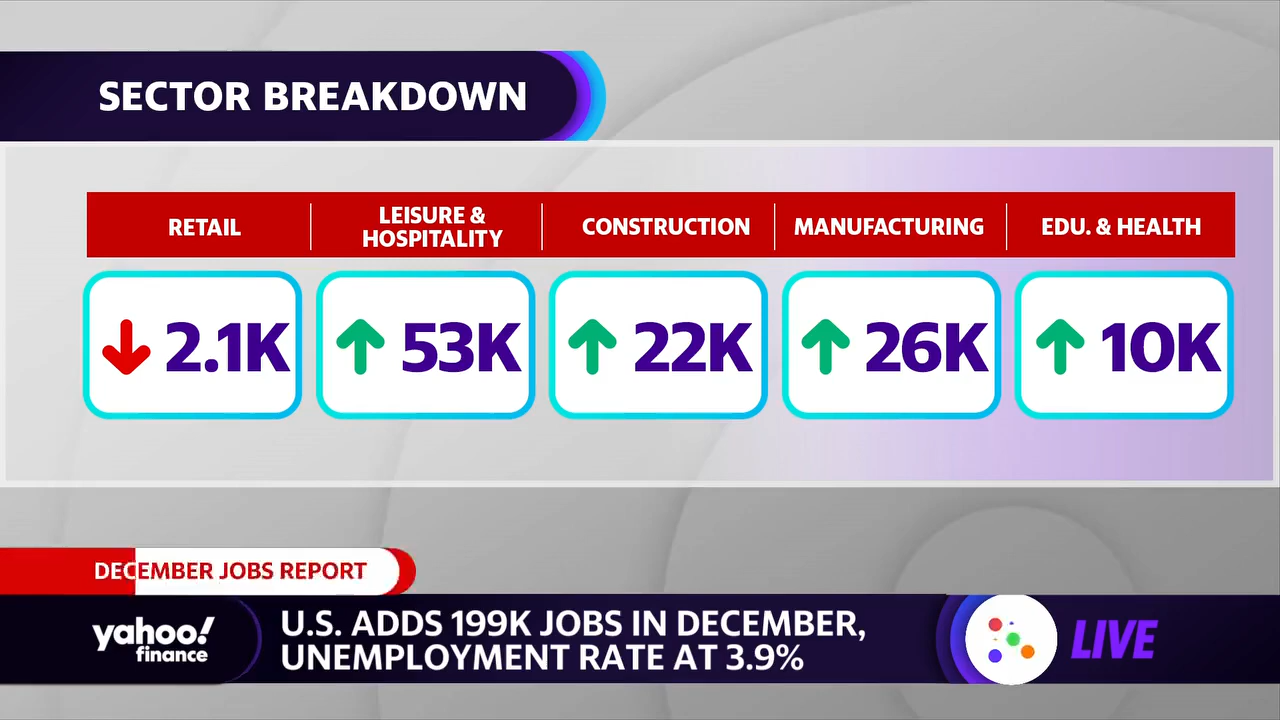 SECTOR BREAKDOWN
RETAIL
LEISURE &
HOSPITALITY
CONSTRUCTION
MANUFACTURING
EDU. & HEALTH
2.1K
53K
22K
26K
10K
DECEMBER JOBS REPORT
yahoo!
finance
U.S. ADDS 199K JOBS IN DECEMBER,
UNEMPLOYMENT RATE AT 3.9%
LIVE